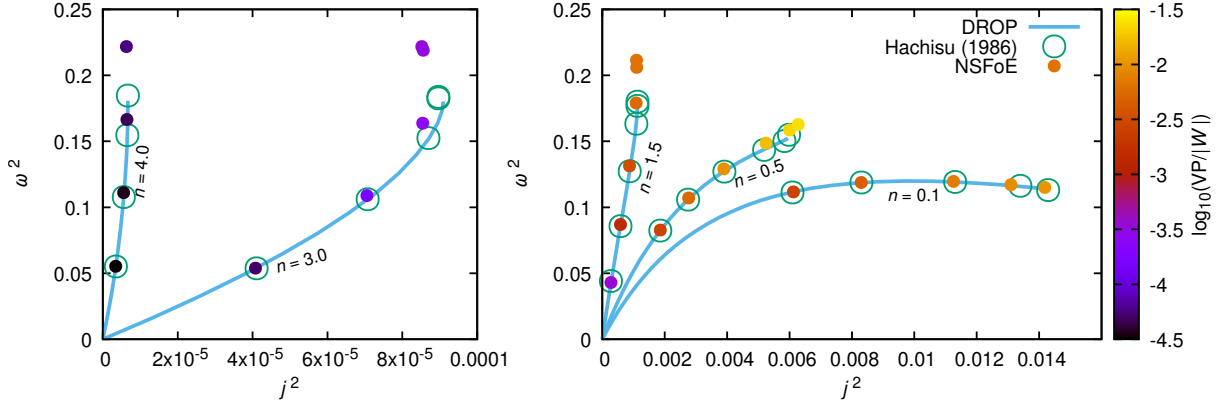 0.25
0.2
0.15
0.1
0.05
0
ω²
n = 4.0
n = 3.0
0
2x10⁻⁵
4x10⁻⁵
6x10⁻⁵
8x10⁻⁵
0.0001
j²
0.25
0.2
0.15
0.1
0.05
0
ω²
DROP
Hachisu (1986)
NSFoE
n = 1.5
n = 0.5
n = 0.1
0
0.002
0.004
0.006
0.008
0.01
0.012
0.014
j²
-1.5
-2
-2.5
-3
-3.5
-4
-4.5
log₁₀(VP/|W|)